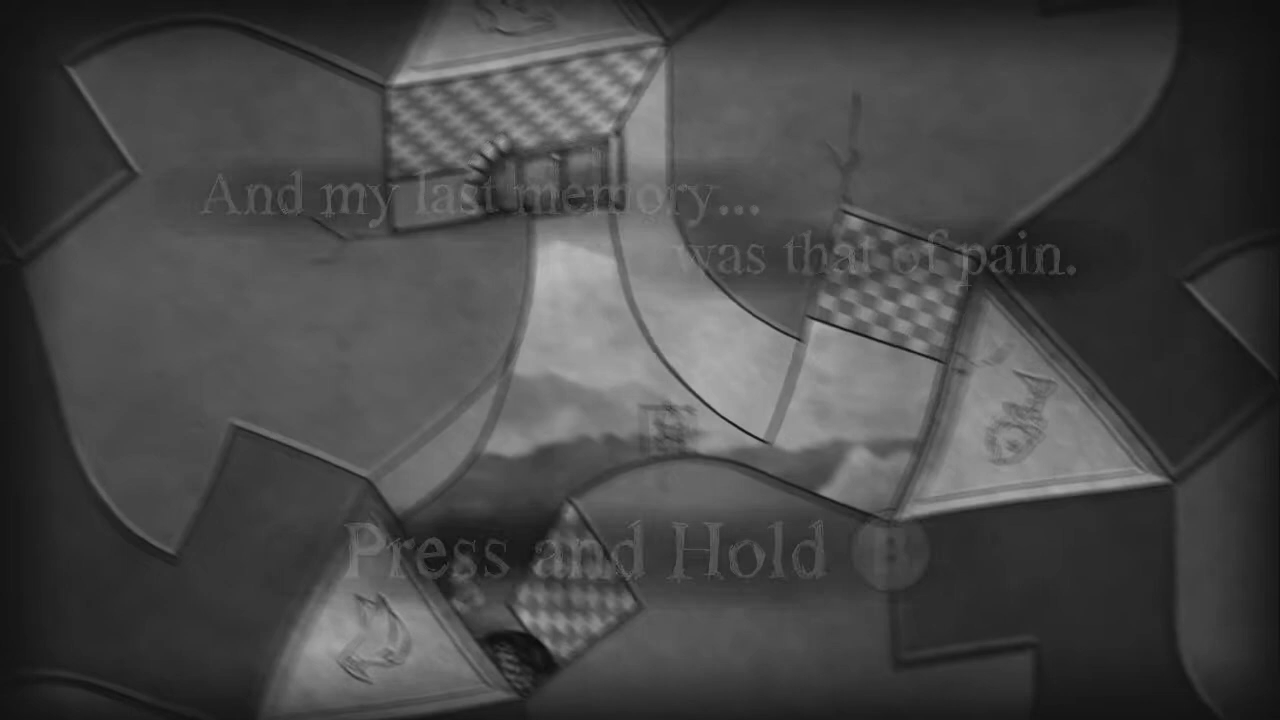 And my last memory...
was that of pain.
Press and Hold